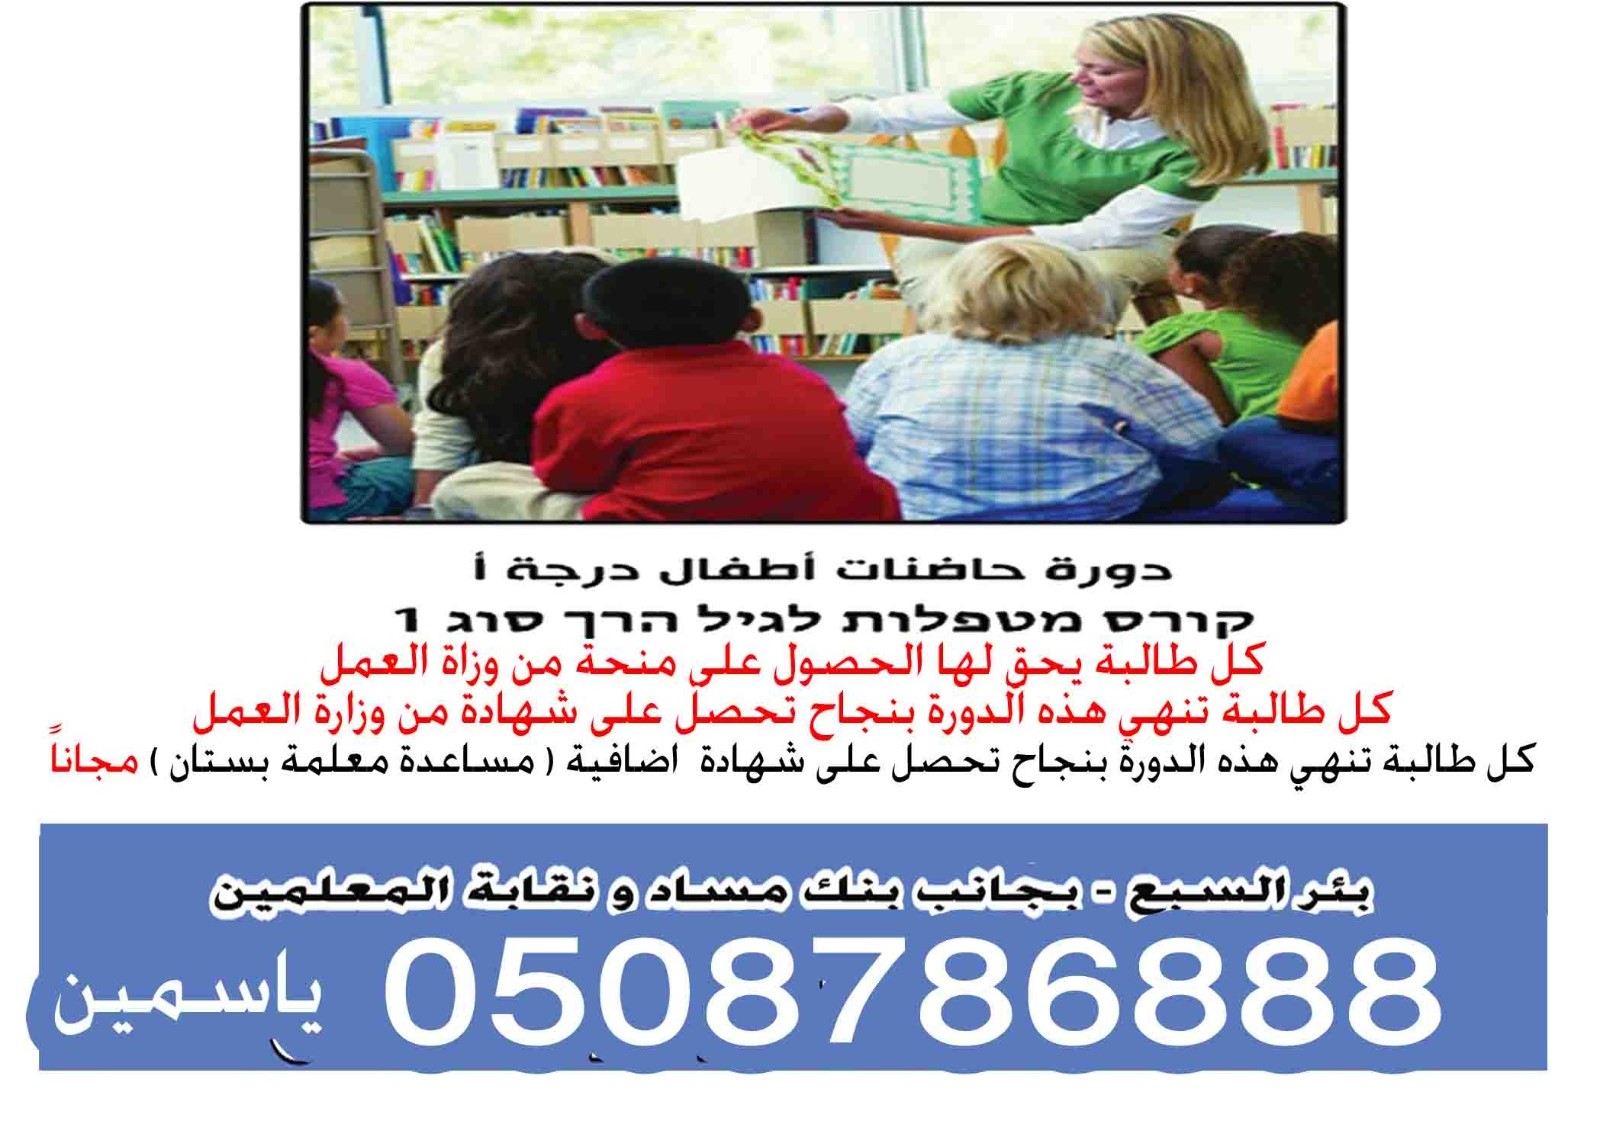 دورة حاضنات أطفال درجة أ
קורס מטפלות לגיל הרך סוג 1
كل طالبة يحق لها الحصول على منحة من وزاة العمل
كل طالبة تنهي هذه الدورة بنجاح تحصل على شهادة من وزارة العمل
كل طالبة تنهي هذه الدورة بنجاح تحصل على شهادة اضافية ( مساعدة معلمة بستان ) مجاناً
بئر السبع - بجانب بنك مساد و نقابة المعلمين
0508786888 ياسمين